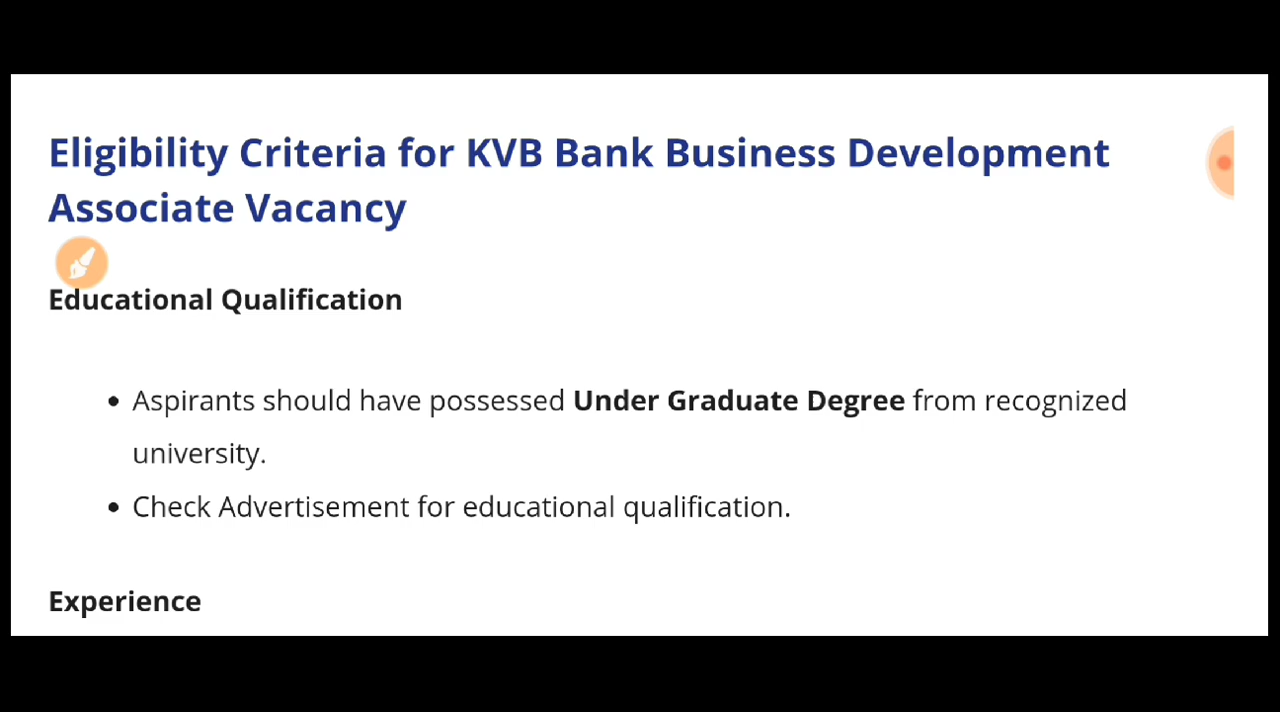 Eligibility Criteria for KVB Bank Business Development
Associate Vacancy
Educational Qualification
Aspirants should have possessed Under Graduate Degree from recognized
university.
Check Advertisement for educational qualification.
Experience